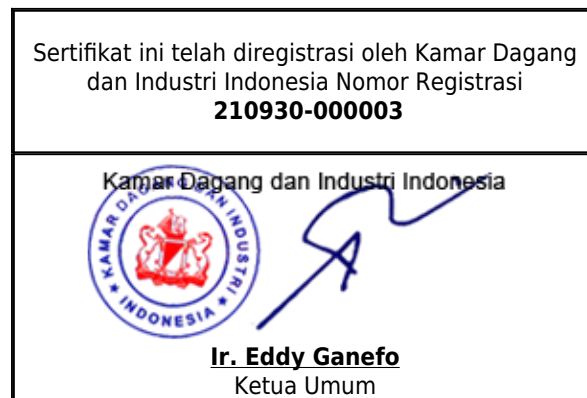 Sertifikat ini telah diregistrasi oleh Kamar Dagang
dan Industri Indonesia Nomor Registrasi
210930-000003
Kamar Dagang dan Industri Indonesia
KAMAR DAGANG DAN INDUSTRI
INDONESIA
Ir. Eddy Ganefo
Ketua Umum